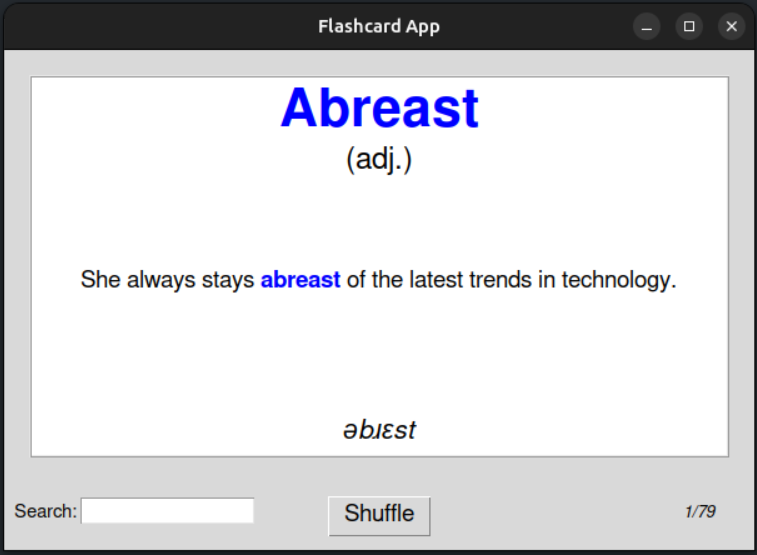 Flashcard App
Abreast
(adj.)
She always stays abreast of the latest trends in technology.
əbɹɛst
Search:
Shuffle
1/79